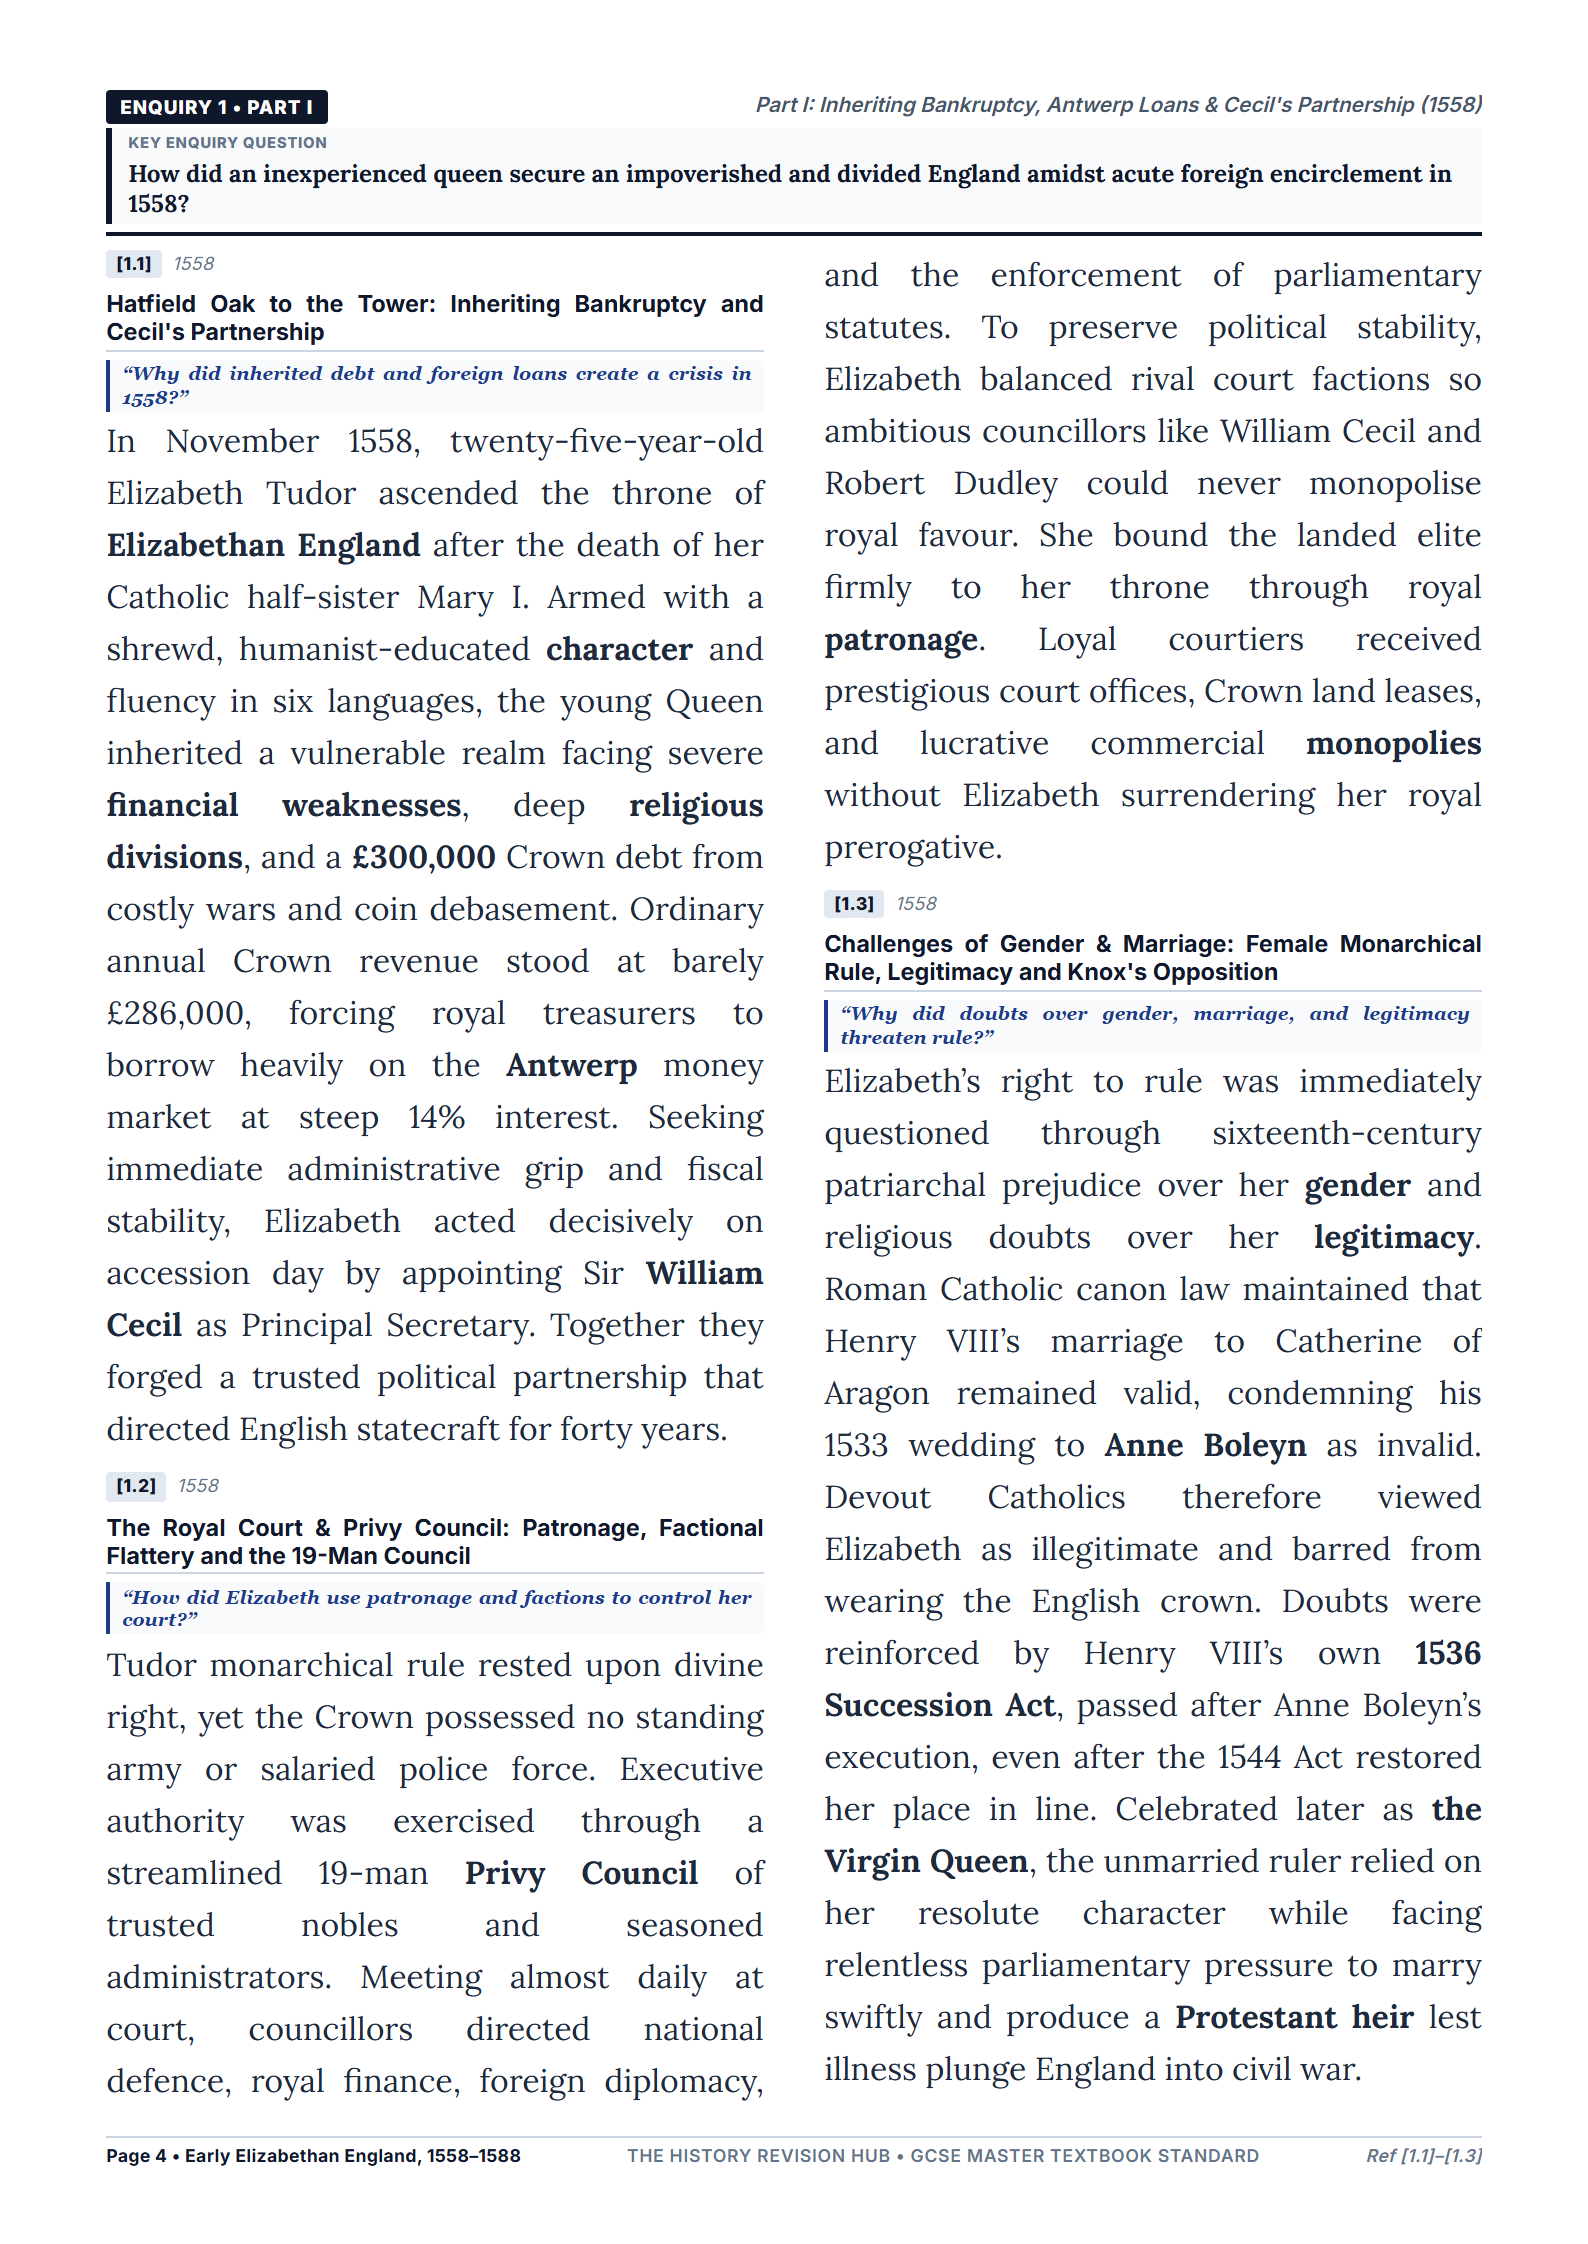 ENQUIRY 1 • PART I
Part I: Inheriting Bankruptcy, Antwerp Loans & Cecil's Partnership (1558)
KEY ENQUIRY QUESTION
How did an inexperienced queen secure an impoverished and divided England amidst acute foreign encirclement in
1558?
[1.1] 1558
Hatfield Oak to the Tower: Inheriting Bankruptcy and
Cecil's Partnership
“Why did inherited debt and foreign loans create a crisis in
1558?”
In November 1558, twenty-five-year-old
Elizabeth Tudor ascended the throne of
Elizabethan England after the death of her
Catholic half-sister Mary I. Armed with a
shrewd, humanist-educated character and
fluency in six languages, the young Queen
inherited a vulnerable realm facing severe
financial weaknesses, deep religious
divisions, and a £300,000 Crown debt from
costly wars and coin debasement. Ordinary
annual Crown revenue stood at barely
£286,000, forcing royal treasurers to
borrow heavily on the Antwerp money
market at steep 14% interest. Seeking
immediate administrative grip and fiscal
stability, Elizabeth acted decisively on
accession day by appointing Sir William
Cecil as Principal Secretary. Together they
forged a trusted political partnership that
directed English statecraft for forty years.
[1.2] 1558
The Royal Court & Privy Council: Patronage, Factional
Flattery and the 19-Man Council
“How did Elizabeth use patronage and factions to control her
court?”
Tudor monarchical rule rested upon divine
right, yet the Crown possessed no standing
army or salaried police force. Executive
authority was exercised through a
streamlined 19-man Privy Council of
trusted nobles and seasoned
administrators. Meeting almost daily at
court, councillors directed national
defence, royal finance, foreign diplomacy,
and the enforcement of parliamentary
statutes. To preserve political stability,
Elizabeth balanced rival court factions so
ambitious councillors like William Cecil and
Robert Dudley could never monopolise
royal favour. She bound the landed elite
firmly to her throne through royal
patronage. Loyal courtiers received
prestigious court offices, Crown land leases,
and lucrative commercial monopolies
without Elizabeth surrendering her royal
prerogative.
[1.3] 1558
Challenges of Gender & Marriage: Female Monarchical
Rule, Legitimacy and Knox's Opposition
“Why did doubts over gender, marriage, and legitimacy
threaten rule?”
Elizabeth’s right to rule was immediately
questioned through sixteenth-century
patriarchal prejudice over her gender and
religious doubts over her legitimacy.
Roman Catholic canon law maintained that
Henry VIII’s marriage to Catherine of
Aragon remained valid, condemning his
1533 wedding to Anne Boleyn as invalid.
Devout Catholics therefore viewed
Elizabeth as illegitimate and barred from
wearing the English crown. Doubts were
reinforced by Henry VIII’s own 1536
Succession Act, passed after Anne Boleyn’s
execution, even after the 1544 Act restored
her place in line. Celebrated later as the
Virgin Queen, the unmarried ruler relied on
her resolute character while facing
relentless parliamentary pressure to marry
swiftly and produce a Protestant heir lest
illness plunge England into civil war.
Page 4 • Early Elizabethan England, 1558–1588
THE HISTORY REVISION HUB • GCSE MASTER TEXTBOOK STANDARD
Ref [1.1]–[1.3]